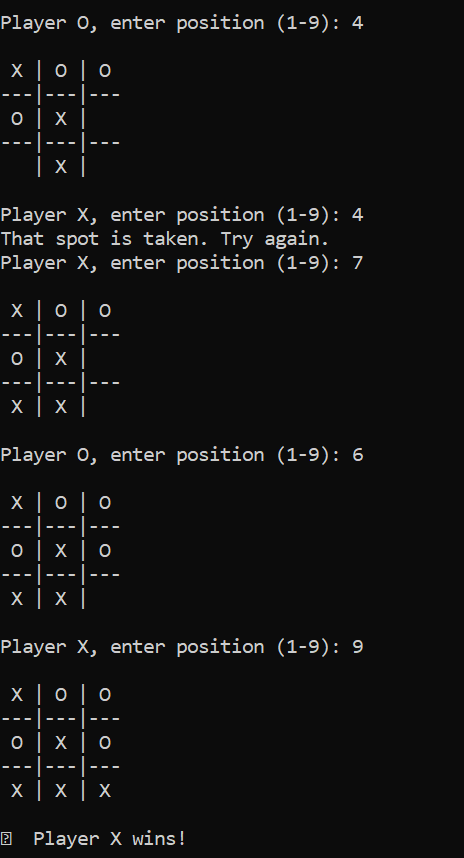 Player O, enter position (1-9): 4
 X | O | O
---|---|---
 O | X |
---|---|---
   | X |
Player X, enter position (1-9): 4
That spot is taken. Try again.
Player X, enter position (1-9): 7
 X | O | O
---|---|---
 O | X |
---|---|---
 X | X |
Player O, enter position (1-9): 6
 X | O | O
---|---|---
 O | X | O
---|---|---
 X | X |
Player X, enter position (1-9): 9
 X | O | O
---|---|---
 O | X | O
---|---|---
 X | X | X
Player X wins!